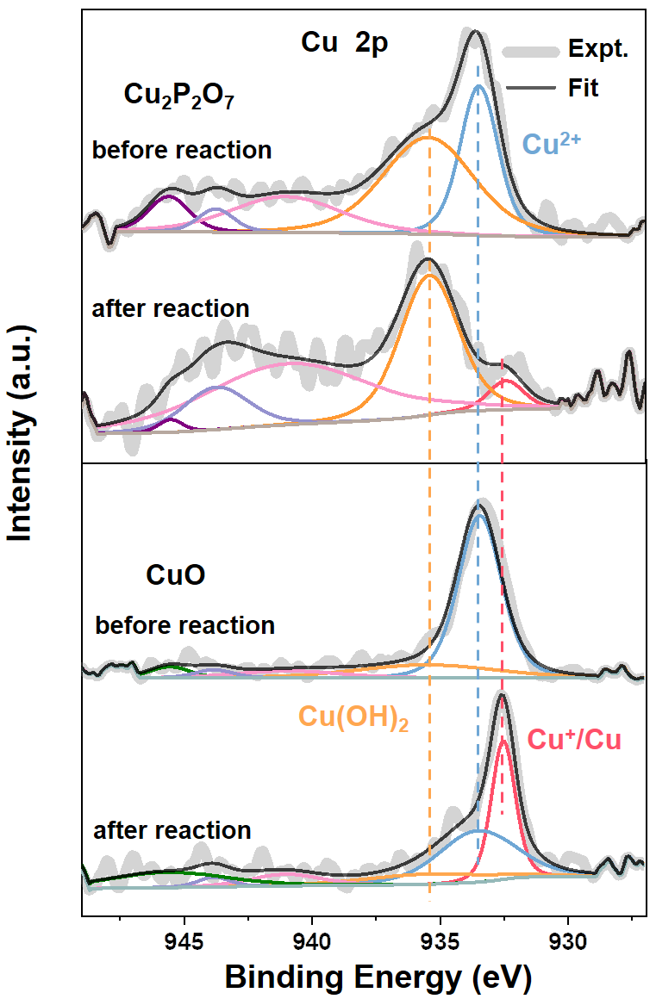 Cu 2p
Expt.
Fit
Cu₂P₂O₇
before reaction
Cu²⁺
after reaction
Intensity (a.u.)
CuO
before reaction
Cu(OH)₂
Cu⁺/Cu
after reaction
945 940 935 930
Binding Energy (eV)